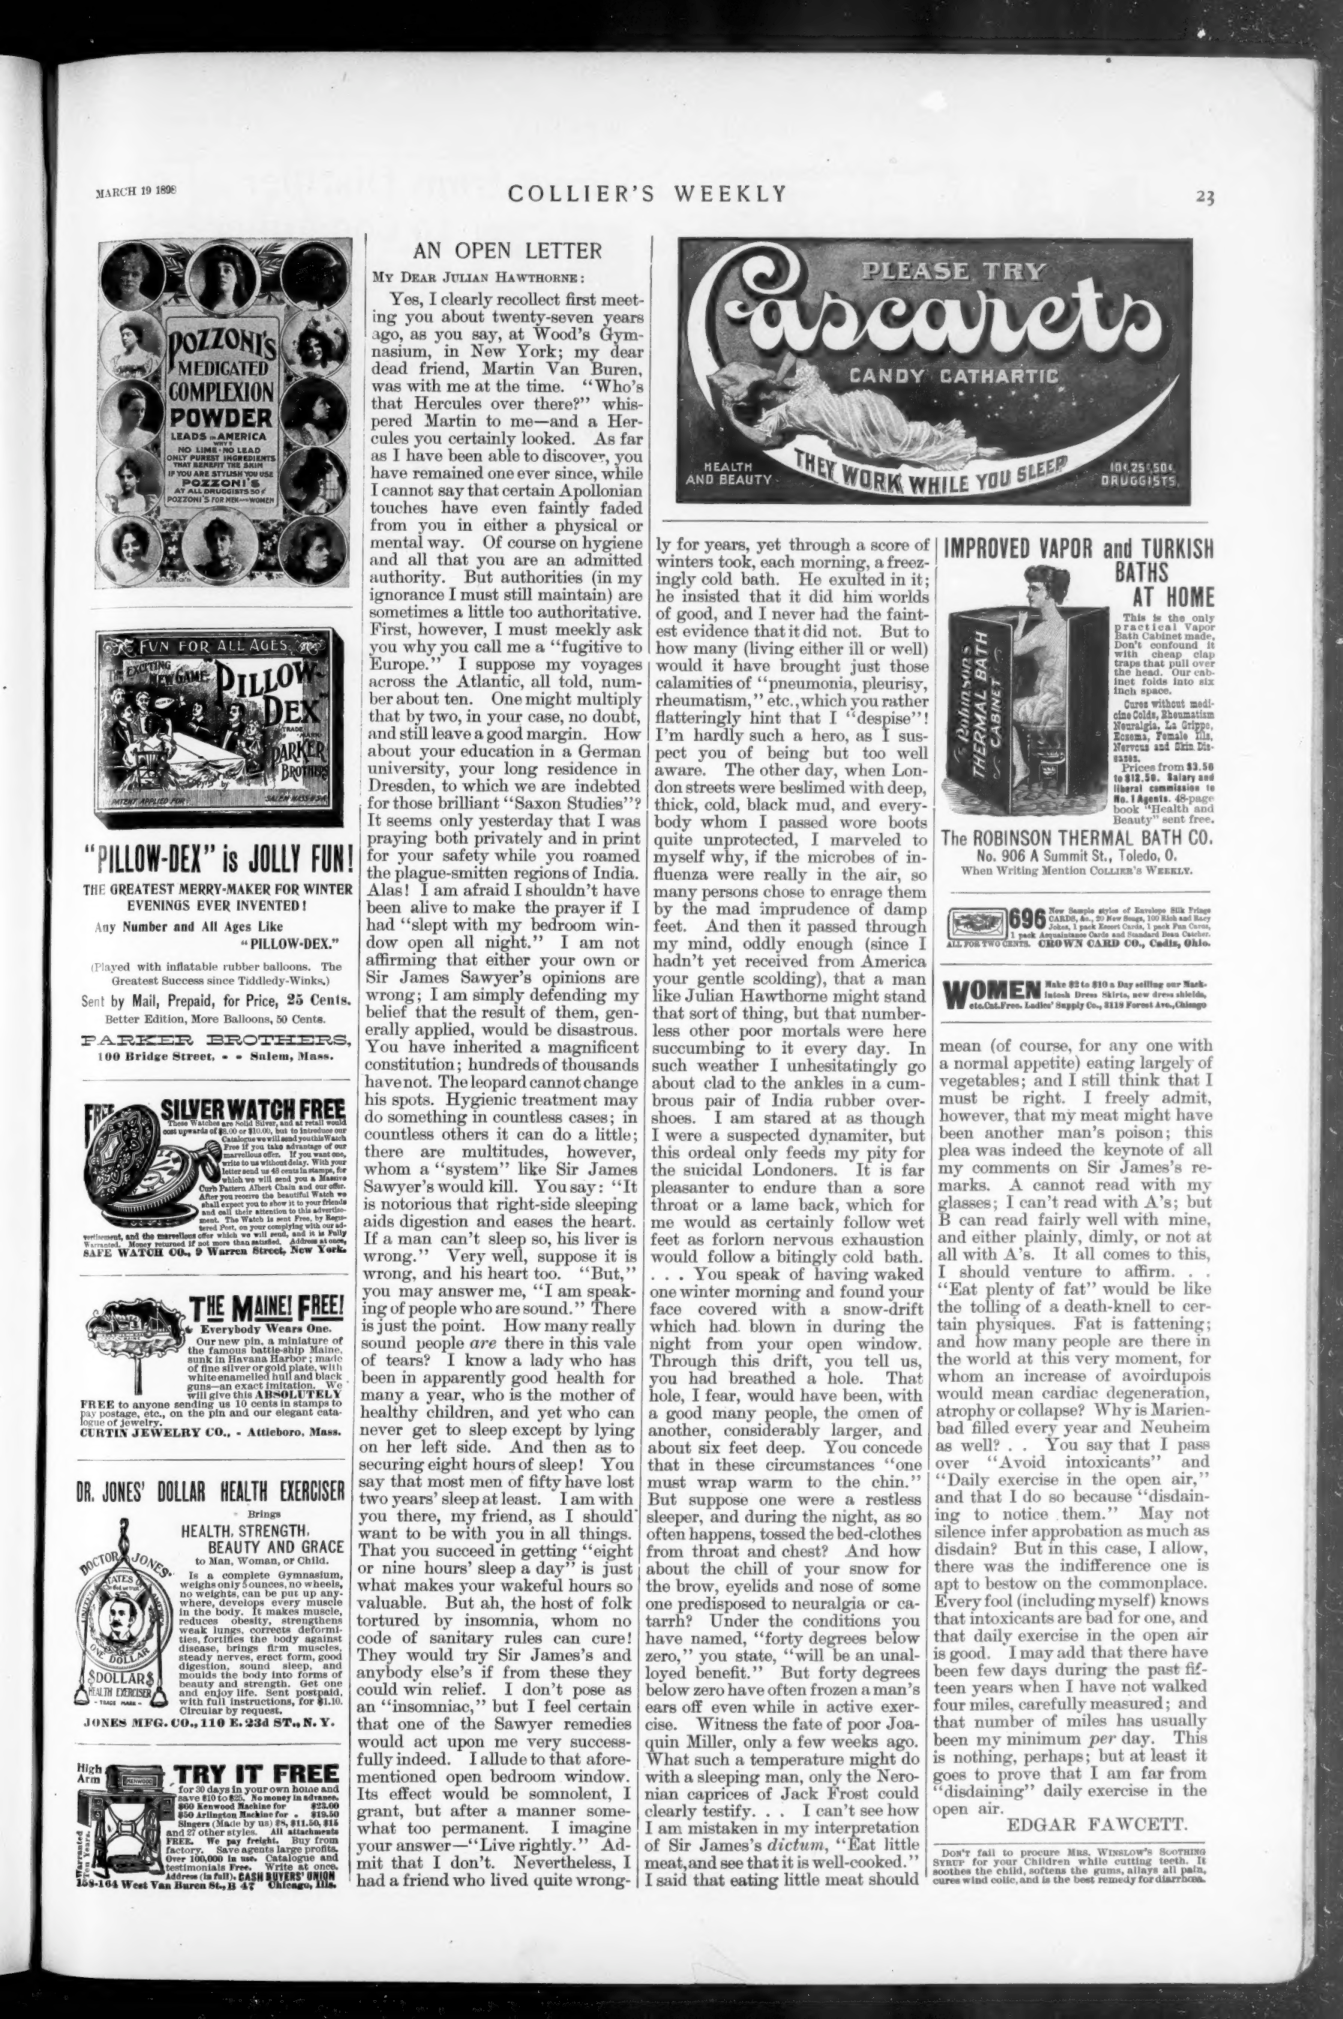 MARCH 19 1898
COLLIER'S WEEKLY
23
POZZONI'S
MEDICATED
COMPLEXION
POWDER
LEADS IN AMERICA
WHY?
NO LIME · NO LEAD
ONLY PUREST INGREDIENTS
THAT BENEFIT THE SKIN
IF YOU ARE STYLISH YOU USE
POZZONI'S
AT ALL DRUGGISTS 50¢
POZZONI'S FOR MEN AND WOMEN
FUN FOR ALL AGES
THE EXCITING
NEW GAME
PILLOW-
DEX
TRADE
MARK
PARKER
BROTHERS
PATENT APPLIED FOR
SALEM MASS U.S.A.
"PILLOW-DEX" is JOLLY FUN!
THE GREATEST MERRY-MAKER FOR WINTER
EVENINGS EVER INVENTED!
Any Number and All Ages Like
"PILLOW-DEX."
(Played with inflatable rubber balloons. The
Greatest Success since Tiddledy-Winks.)
Sent by Mail, Prepaid, for Price, 25 Cents.
Better Edition, More Balloons, 50 Cents.
PARKER BROTHERS,
100 Bridge Street, - - Salem, Mass.
FREE
SILVER WATCH FREE
These Watches are Solid Silver, and at retail would
cost upwards of $8.00 or $10.00, but to introduce our
Catalogue we will send you this Watch
Free if you take advantage of our
marvellous offer. If you want one,
write to us without delay. With your
letter send us 48 cents in stamps, for
which we will send you a Massive
Curb Pattern Albert Chain and our offer.
After you receive the beautiful Watch we
shall expect you to show it to your friends
and call their attention to this advertise-
ment. The Watch is sent Free, by Regis-
tered Post, on your complying with our ad-
vertisement, and the marvellous offer which we will send, and it is Fully
Warranted. Money returned if not more than satisfied. Address at once,
SAFE WATCH CO., 9 Warren Street, New York.
THE MAINE! FREE!
Everybody Wears One.
Our new pin, a miniature of
the famous battle-ship Maine,
sunk in Havana Harbor; made
of fine silver or gold plate, with
white enamelled hull and black
guns—an exact imitation. We
will give this ABSOLUTELY
FREE to anyone sending us 10 cents in stamps to
pay postage, etc., on the pin and our elegant cata-
logue of jewelry.
CURTIN JEWELRY CO., - Attleboro, Mass.
DR. JONES' DOLLAR HEALTH EXERCISER
Brings
HEALTH, STRENGTH,
BEAUTY AND GRACE
to Man, Woman, or Child.
Is a complete Gymnasium,
weighs only 5 ounces, no wheels,
no weights, can be put up any-
where, develops every muscle
in the body. It makes muscle,
reduces obesity, strengthens
weak lungs, corrects deformi-
ties, fortifies the body against
disease, brings firm muscles,
steady nerves, erect form, good
digestion, sound sleep, and
moulds the body into forms of
beauty and strength. Get one
and enjoy life. Sent postpaid,
with full instructions, for $1.10.
Circular by request.
DOCTOR JONES'
ONE DOLLAR
$DOLLAR$
HEALTH EXERCISER
- TRADE MARK -
JONES MFG. CO., 110 E. 23d ST., N. Y.
High
Arm
Warranted
Ten Years.
KENWOOD
TRY IT FREE
for 30 days in your own home and
save $10 to $25. No money in advance.
$60 Kenwood Machine for $23.00
$50 Arlington Machine for $19.50
Singers (Made by us) $8, $11.50, $15
and 27 other styles. All attachments
FREE. We pay freight. Buy from
factory. Save agents large profits.
Over 100,000 in use. Catalogue and
testimonials Free. Write at once.
Address (in full), CASH BUYERS' UNION
158-164 West Van Buren St., B 47 Chicago, Ills.
AN OPEN LETTER
MY DEAR JULIAN HAWTHORNE:
Yes, I clearly recollect first meet-
ing you about twenty-seven years
ago, as you say, at Wood's Gym-
nasium, in New York; my dear
dead friend, Martin Van Buren,
was with me at the time. "Who's
that Hercules over there?" whis-
pered Martin to me—and a Her-
cules you certainly looked. As far
as I have been able to discover, you
have remained one ever since, while
I cannot say that certain Apollonian
touches have even faintly faded
from you in either a physical or
mental way. Of course on hygiene
and all that you are an admitted
authority. But authorities (in my
ignorance I must still maintain) are
sometimes a little too authoritative.
First, however, I must meekly ask
you why you call me a "fugitive to
Europe." I suppose my voyages
across the Atlantic, all told, num-
ber about ten. One might multiply
that by two, in your case, no doubt,
and still leave a good margin. How
about your education in a German
university, your long residence in
Dresden, to which we are indebted
for those brilliant "Saxon Studies"?
It seems only yesterday that I was
praying both privately and in print
for your safety while you roamed
the plague-smitten regions of India.
Alas! I am afraid I shouldn't have
been alive to make the prayer if I
had "slept with my bedroom win-
dow open all night." I am not
affirming that either your own or
Sir James Sawyer's opinions are
wrong; I am simply defending my
belief that the result of them, gen-
erally applied, would be disastrous.
You have inherited a magnificent
constitution; hundreds of thousands
have not. The leopard cannot change
his spots. Hygienic treatment may
do something in countless cases; in
countless others it can do a little;
there are multitudes, however,
whom a "system" like Sir James
Sawyer's would kill. You say: "It
is notorious that right-side sleeping
aids digestion and eases the heart.
If a man can't sleep so, his liver is
wrong." Very well, suppose it is
wrong, and his heart too. "But,"
you may answer me, "I am speak-
ing of people who are sound." There
is just the point. How many really
sound people are there in this vale
of tears? I know a lady who has
been in apparently good health for
many a year, who is the mother of
healthy children, and yet who can
never get to sleep except by lying
on her left side. And then as to
securing eight hours of sleep! You
say that most men of fifty have lost
two years' sleep at least. I am with
you there, my friend, as I should
want to be with you in all things.
That you succeed in getting "eight
or nine hours' sleep a day" is just
what makes your wakeful hours so
valuable. But ah, the host of folk
tortured by insomnia, whom no
code of sanitary rules can cure!
They would try Sir James's and
anybody else's if from these they
could win relief. I don't pose as
an "insomniac," but I feel certain
that one of the Sawyer remedies
would act upon me very success-
fully indeed. I allude to that afore-
mentioned open bedroom window.
Its effect would be somnolent, I
grant, but after a manner some-
what too permanent. I imagine
your answer—"Live rightly." Ad-
mit that I don't. Nevertheless, I
had a friend who lived quite wrong-
PLEASE TRY
Cascarets
CANDY CATHARTIC
HEALTH
AND BEAUTY
THEY WORK WHILE YOU SLEEP
10¢, 25¢, 50¢.
DRUGGISTS.
ly for years, yet through a score of
winters took, each morning, a freez-
ingly cold bath. He exulted in it;
he insisted that it did him worlds
of good, and I never had the faint-
est evidence that it did not. But to
how many (living either ill or well)
would it have brought just those
calamities of "pneumonia, pleurisy,
rheumatism," etc., which you rather
flatteringly hint that I "despise"!
I'm hardly such a hero, as I sus-
pect you of being but too well
aware. The other day, when Lon-
don streets were beslimed with deep,
thick, cold, black mud, and every-
body whom I passed wore boots
quite unprotected, I marveled to
myself why, if the microbes of in-
fluenza were really in the air, so
many persons chose to enrage them
by the mad imprudence of damp
feet. And then it passed through
my mind, oddly enough (since I
hadn't yet received from America
your gentle scolding), that a man
like Julian Hawthorne might stand
that sort of thing, but that number-
less other poor mortals were here
succumbing to it every day. In
such weather I unhesitatingly go
about clad to the ankles in a cum-
brous pair of India rubber over-
shoes. I am stared at as though
I were a suspected dynamiter, but
this ordeal only feeds my pity for
the suicidal Londoners. It is far
pleasanter to endure than a sore
throat or a lame back, which for
me would as certainly follow wet
feet as forlorn nervous exhaustion
would follow a bitingly cold bath.
. . . You speak of having waked
one winter morning and found your
face covered with a snow-drift
which had blown in during the
night from your open window.
Through this drift, you tell us,
you had breathed a hole. That
hole, I fear, would have been, with
a good many people, the omen of
another, considerably larger, and
about six feet deep. You concede
that in these circumstances "one
must wrap warm to the chin."
But suppose one were a restless
sleeper, and during the night, as so
often happens, tossed the bed-clothes
from throat and chest? And how
about the chill of your snow for
the brow, eyelids and nose of some
one predisposed to neuralgia or ca-
tarrh? Under the conditions you
have named, "forty degrees below
zero," you state, "will be an unal-
loyed benefit." But forty degrees
below zero have often frozen a man's
ears off even while in active exer-
cise. Witness the fate of poor Joa-
quin Miller, only a few weeks ago.
What such a temperature might do
with a sleeping man, only the Nero-
nian caprices of Jack Frost could
clearly testify. . . I can't see how
I am mistaken in my interpretation
of Sir James's dictum, "Eat little
meat, and see that it is well-cooked."
I said that eating little meat should
IMPROVED VAPOR and TURKISH
BATHS
AT HOME
Robinson's
THERMAL BATH
CABINET
This is the only
practical Vapor
Bath Cabinet made.
Don't confound it
with cheap clap
traps that pull over
the head. Our cab-
inet folds into six
inch space.
Cures without medi-
cine Colds, Rheumatism
Neuralgia, La Grippe,
Eczema, Female Ills,
Nervous and Skin Dis-
eases.
Prices from $3.50
to $12.50. Salary and
liberal commission to
No. 1 Agents. 48-page
book "Health and
Beauty" sent free.
The ROBINSON THERMAL BATH CO.
No. 906 A Summit St., Toledo, O.
When Writing Mention COLLIER'S WEEKLY.
696 New Sample styles of Envelope Silk Fringe
CARDS, &c., 20 New Songs, 100 Rich and Racy
Jokes, 1 pack Escort Cards, 1 pack Fun Cards,
1 pack Acquaintance Cards and Standard Beau Catcher.
ALL FOR TWO CENTS. CROWN CARD CO., Cadiz, Ohio.
WOMEN Make $2 to $10 a Day selling our Mack-
intosh Dress Skirts, new dress shields,
etc. Cat. Free. Ladies' Supply Co., 3119 Forest Ave., Chicago
mean (of course, for any one with
a normal appetite) eating largely of
vegetables; and I still think that I
must be right. I freely admit,
however, that my meat might have
been another man's poison; this
plea was indeed the keynote of all
my comments on Sir James's re-
marks. A cannot read with my
glasses; I can't read with A's; but
B can read fairly well with mine,
and either plainly, dimly, or not at
all with A's. It all comes to this,
I should venture to affirm. . .
"Eat plenty of fat" would be like
the tolling of a death-knell to cer-
tain physiques. Fat is fattening;
and how many people are there in
the world at this very moment, for
whom an increase of avoirdupois
would mean cardiac degeneration,
atrophy or collapse? Why is Marien-
bad filled every year and Neuheim
as well? . . You say that I pass
over "Avoid intoxicants" and
"Daily exercise in the open air,"
and that I do so because "disdain-
ing to notice them." May not
silence infer approbation as much as
disdain? But in this case, I allow,
there was the indifference one is
apt to bestow on the commonplace.
Every fool (including myself) knows
that intoxicants are bad for one, and
that daily exercise in the open air
is good. I may add that there have
been few days during the past fif-
teen years when I have not walked
four miles, carefully measured; and
that number of miles has usually
been my minimum per day. This
is nothing, perhaps; but at least it
goes to prove that I am far from
"disdaining" daily exercise in the
open air.
EDGAR FAWCETT.
DON'T fail to procure MRS. WINSLOW'S SOOTHING
SYRUP for your Children while cutting teeth. It
soothes the child, softens the gums, allays all pain,
cures wind colic, and is the best remedy for diarrhœa.